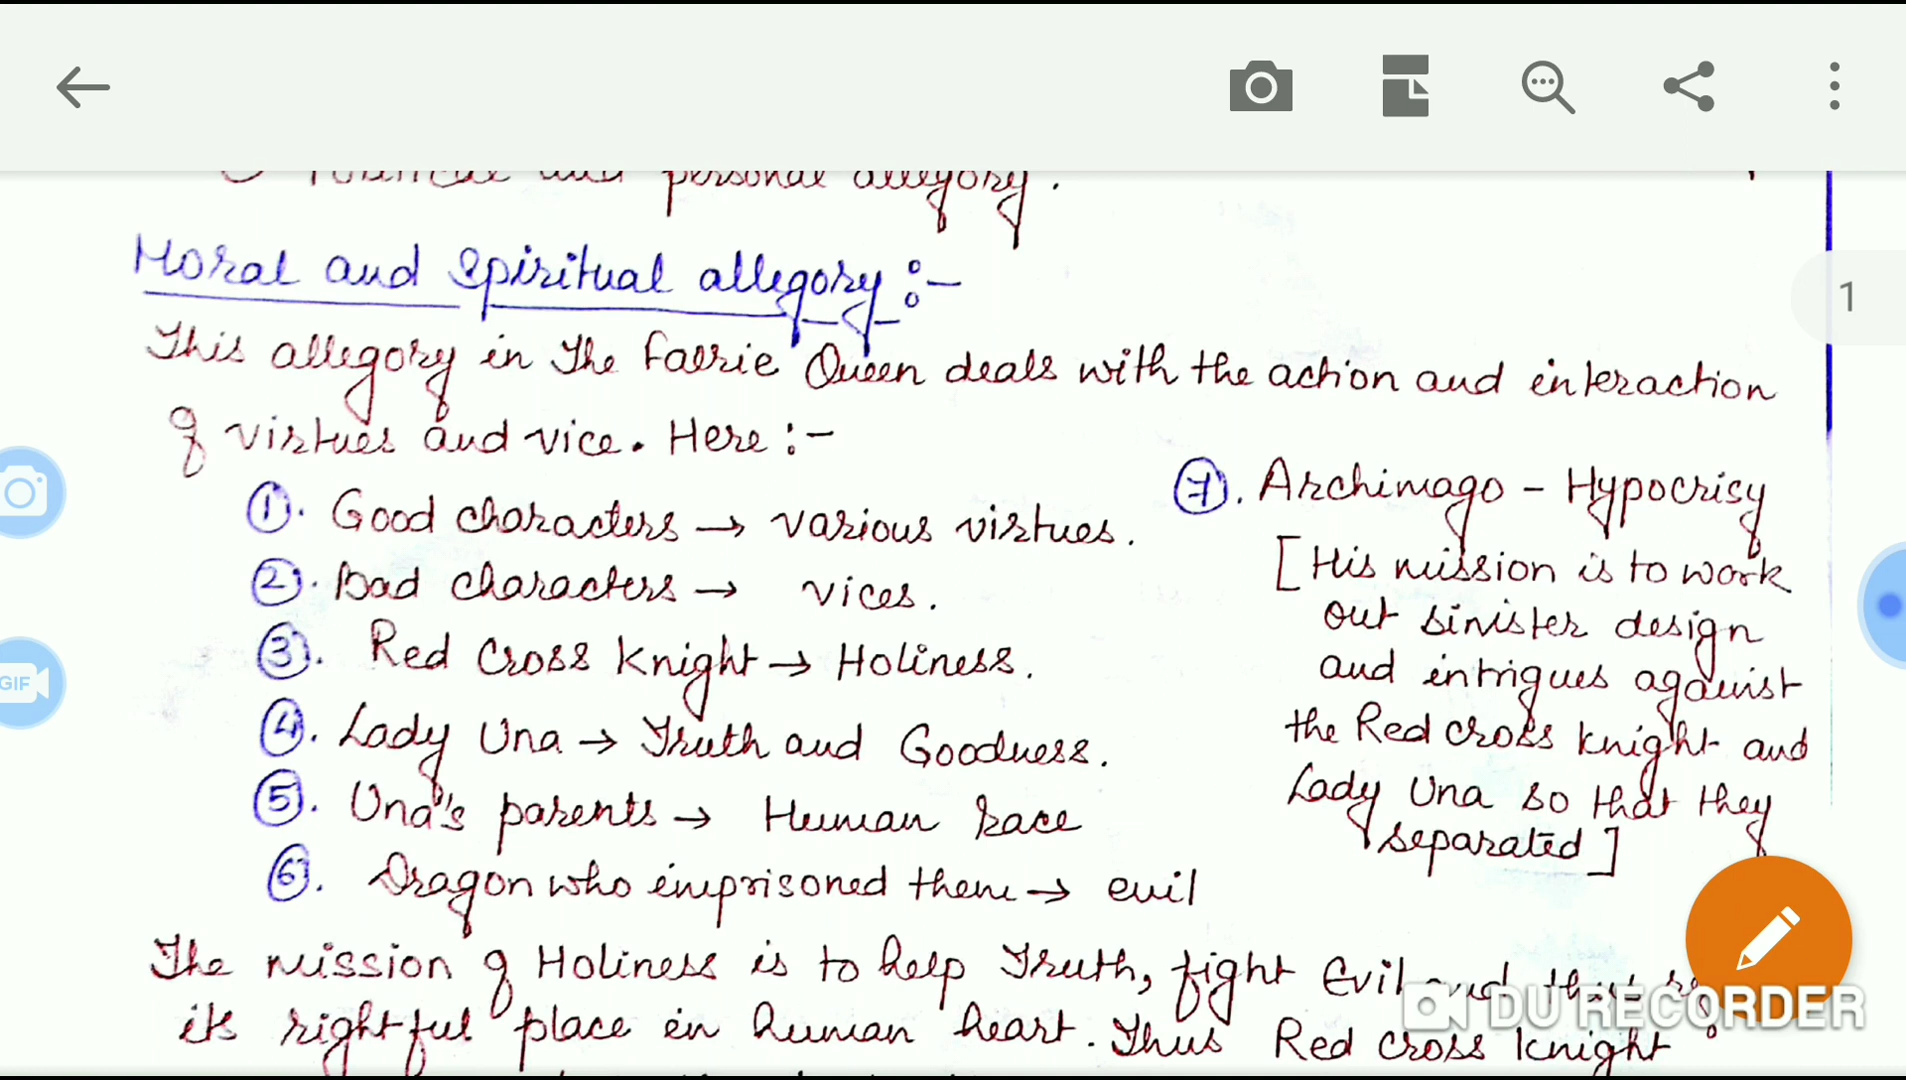 personal allegory.
Moral and Spiritual allegory :-
1
This allegory in The Faerie Queen deals with the action and interaction
of virtues and vice. Here :-
①. Good characters → various virtues.
②. Bad characters → vices.
③. Red Cross Knight → Holiness.
④. Lady Una → Truth and Goodness.
⑤. Una's parents → Human race
⑥. Dragon who imprisoned them → evil
⑦. Archimago - Hypocrisy
[His mission is to work
out sinister design
and intrigues against
the Red cross knight and
Lady Una so that they
separated]
The mission of Holiness is to help Truth, fight Evil and
its rightful place in human heart. Thus Red cross knight
GIF
DU RECORDER